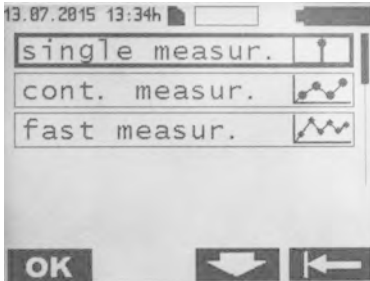 13.07.2015 13:34h
single measur.
cont. measur.
fast measur.
OK